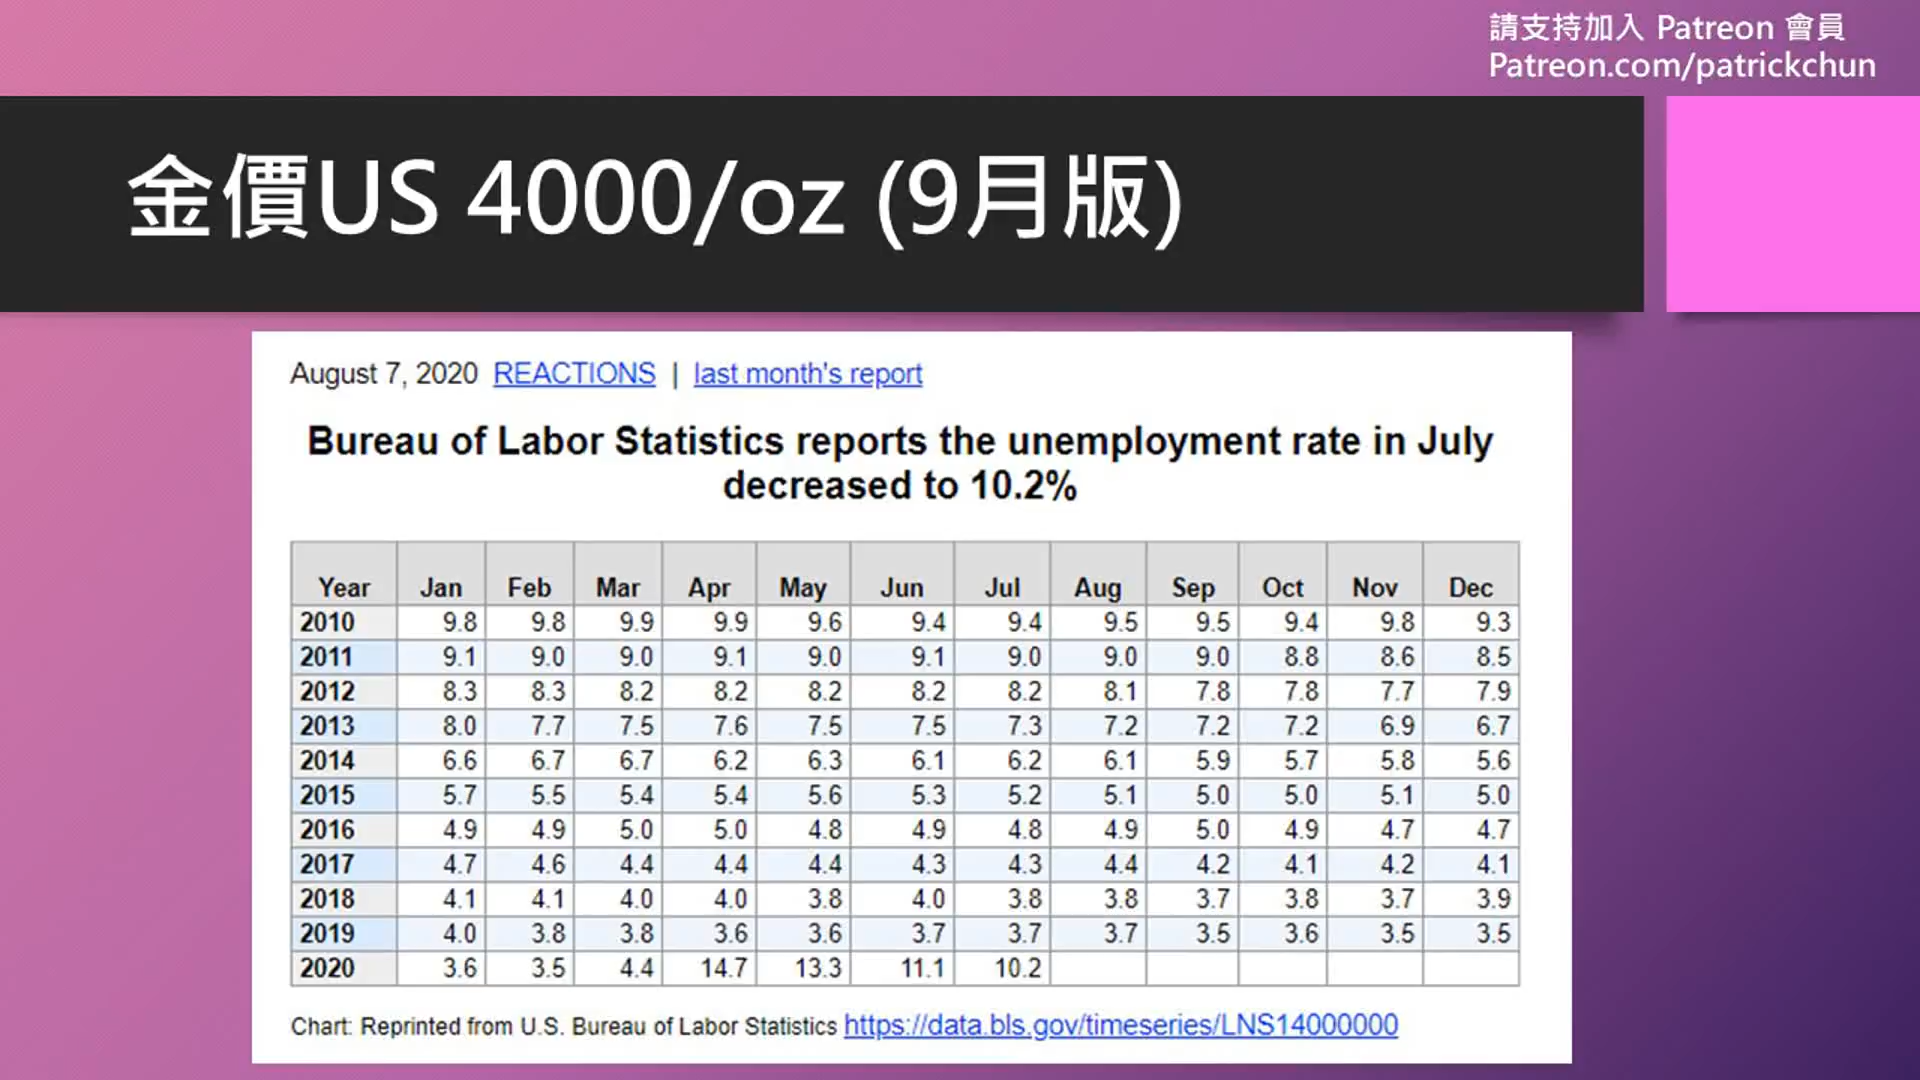 請支持加入 Patreon 會員
Patreon.com/patrickchun
金價US 4000/oz (9月版)
August 7, 2020 REACTIONS | last month's report
Bureau of Labor Statistics reports the unemployment rate in July
decreased to 10.2%
Year Jan Feb Mar Apr May Jun Jul Aug Sep Oct Nov Dec
2010 9.8 9.8 9.9 9.9 9.6 9.4 9.4 9.5 9.5 9.4 9.8 9.3
2011 9.1 9.0 9.0 9.1 9.0 9.1 9.0 9.0 9.0 8.8 8.6 8.5
2012 8.3 8.3 8.2 8.2 8.2 8.2 8.2 8.1 7.8 7.8 7.7 7.9
2013 8.0 7.7 7.5 7.6 7.5 7.5 7.3 7.2 7.2 7.2 6.9 6.7
2014 6.6 6.7 6.7 6.2 6.3 6.1 6.2 6.1 5.9 5.7 5.8 5.6
2015 5.7 5.5 5.4 5.4 5.6 5.3 5.2 5.1 5.0 5.0 5.1 5.0
2016 4.9 4.9 5.0 5.0 4.8 4.9 4.8 4.9 5.0 4.9 4.7 4.7
2017 4.7 4.6 4.4 4.4 4.4 4.3 4.3 4.4 4.2 4.1 4.2 4.1
2018 4.1 4.1 4.0 4.0 3.8 4.0 3.8 3.8 3.7 3.8 3.7 3.9
2019 4.0 3.8 3.8 3.6 3.6 3.7 3.7 3.7 3.5 3.6 3.5 3.5
2020 3.6 3.5 4.4 14.7 13.3 11.1 10.2
Chart: Reprinted from U.S. Bureau of Labor Statistics https://data.bls.gov/timeseries/LNS14000000